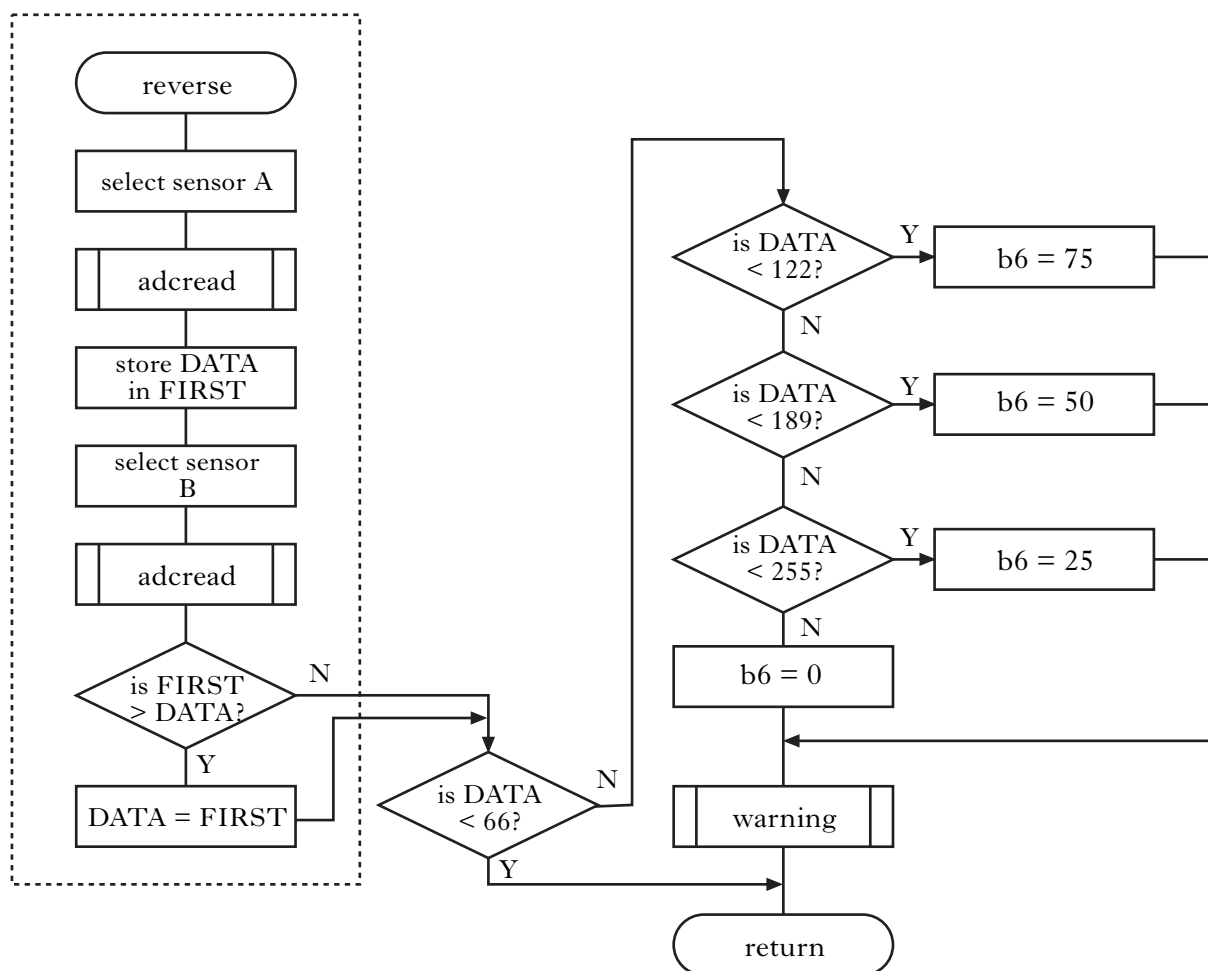 reverse
select sensor A
adcread
store DATA
in FIRST
select sensor
B
adcread
is FIRST
> DATA?
N
Y
DATA = FIRST
is DATA
< 66?
N
Y
is DATA
< 122?
Y
b6 = 75
N
is DATA
< 189?
Y
b6 = 50
N
is DATA
< 255?
Y
b6 = 25
N
b6 = 0
warning
return